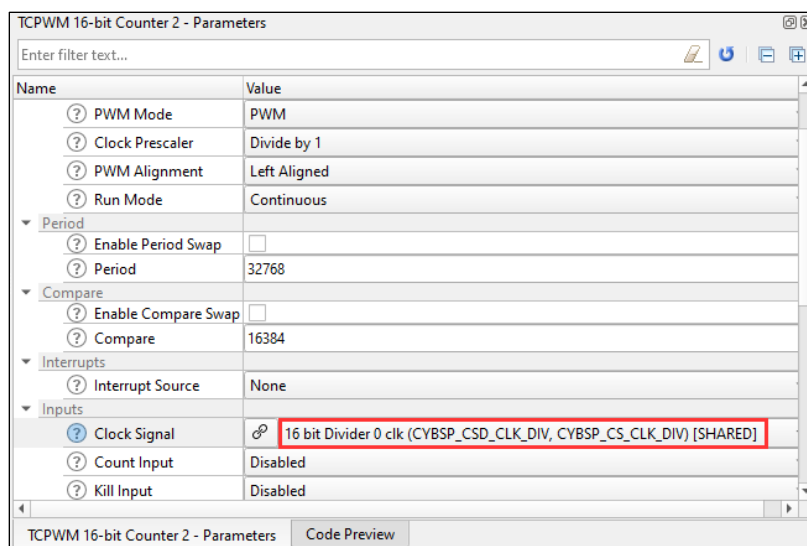 TCPWM 16-bit Counter 2 - Parameters
Enter filter text...
Name Value
PWM Mode PWM
Clock Prescaler Divide by 1
PWM Alignment Left Aligned
Run Mode Continuous
Period
Enable Period Swap
Period 32768
Compare
Enable Compare Swap
Compare 16384
Interrupts
Interrupt Source None
Inputs
Clock Signal 16 bit Divider 0 clk (CYBSP_CSD_CLK_DIV, CYBSP_CS_CLK_DIV) [SHARED]
Count Input Disabled
Kill Input Disabled
TCPWM 16-bit Counter 2 - Parameters Code Preview